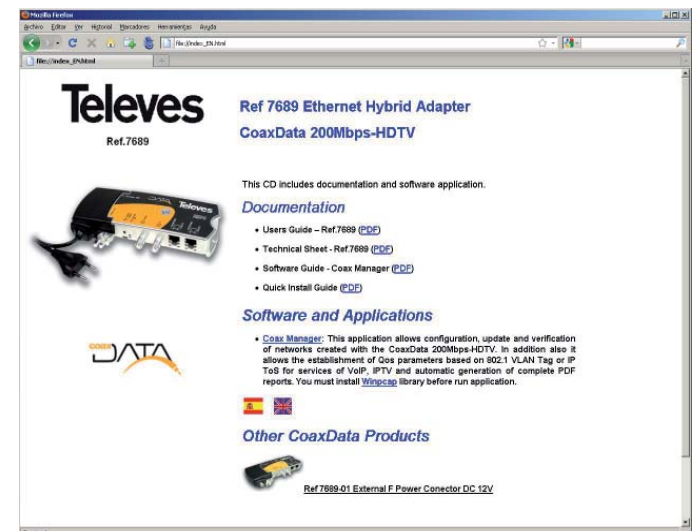 Mozilla Firefox
Archivo Editar Ver Historial Marcadores Herramientas Ayuda
file://index_EN.html
file://index_EN.html
Televes
Ref.7689
Ref 7689 Ethernet Hybrid Adapter
CoaxData 200Mbps-HDTV
This CD includes documentation and software application.
Documentation
• Users Guide – Ref.7689 (PDF)
• Technical Sheet - Ref.7689 (PDF)
• Software Guide - Coax Manager (PDF)
• Quick Install Guide (PDF)
Televes
COAX
DATA
Software and Applications
• Coax Manager: This application allows configuration, update and verification
of networks created with the CoaxData 200Mbps-HDTV. In addition also it
allows the establishment of Qos parameters based on 802.1 VLAN Tag or IP
ToS for services of VoIP, IPTV and automatic generation of complete PDF
reports. You must install Winpcap library before run application.
Other CoaxData Products
Ref 7689-01 External F Power Conector DC 12V